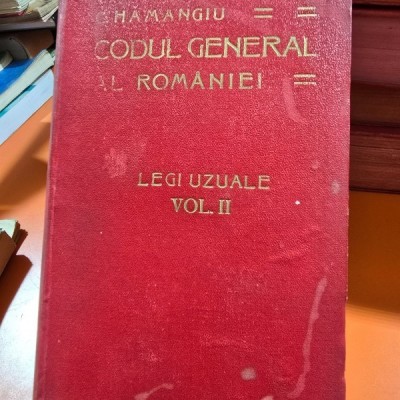 C HAMANGIU
CODUL GENERAL
AL ROMÂNIEI
LEGI UZUALE
VOL. II